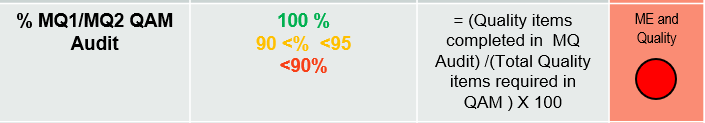 % MQ1/MQ2 QAM
Audit
100 %
90 <%  <95
<90%
= (Quality items
completed in  MQ
Audit) /(Total Quality
items required in
QAM ) X 100
ME and
Quality